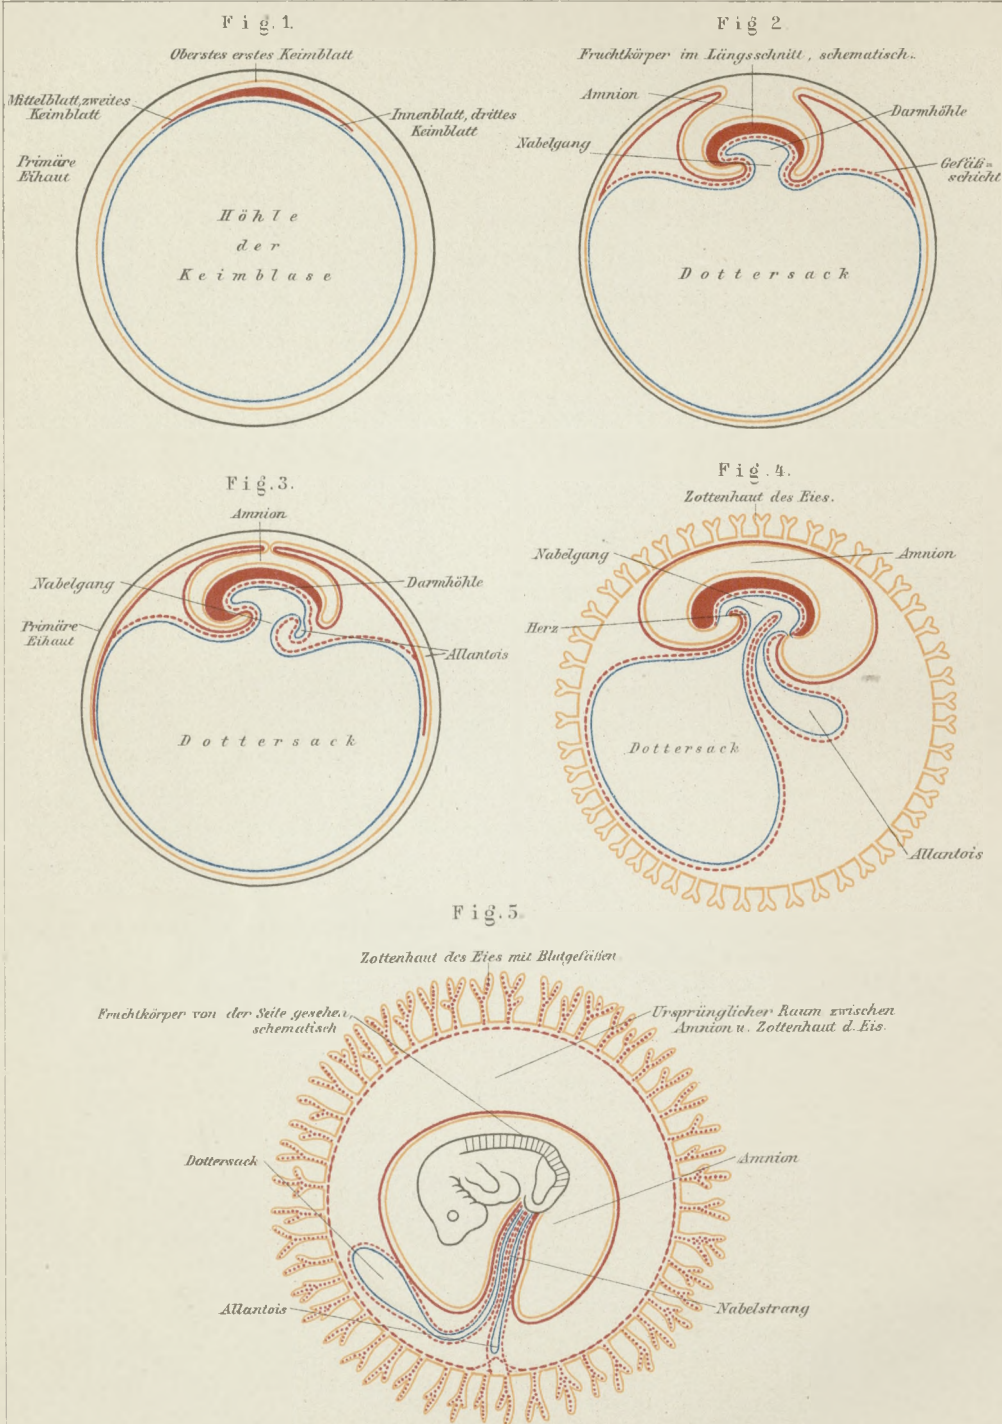 Fig.1.
Oberstes erstes Keimblatt
Mittelblatt, zweites
Keimblatt
Innenblatt, drittes
Keimblatt
Primäre
Eihaut
Höhle
der
Keimblase
Fig 2
Fruchtkörper im Längsschnitt, schematisch.
Amnion
Darmhöhle
Nabelgang
Gefäß=
schicht
Dottersack
Fig.3.
Amnion
Nabelgang
Darmhöhle
Primäre
Eihaut
Allantois
Dottersack
Fig.4.
Zottenhaut des Eies.
Nabelgang
Amnion
Herz
Dottersack
Allantois
Fig.5.
Zottenhaut des Eies mit Blutgefäßen
Fruchtkörper von der Seite gesehen,
schematisch
Ursprünglicher Raum zwischen
Amnion u. Zottenhaut d. Eis.
Dottersack
Amnion
Allantois
Nabelstrang